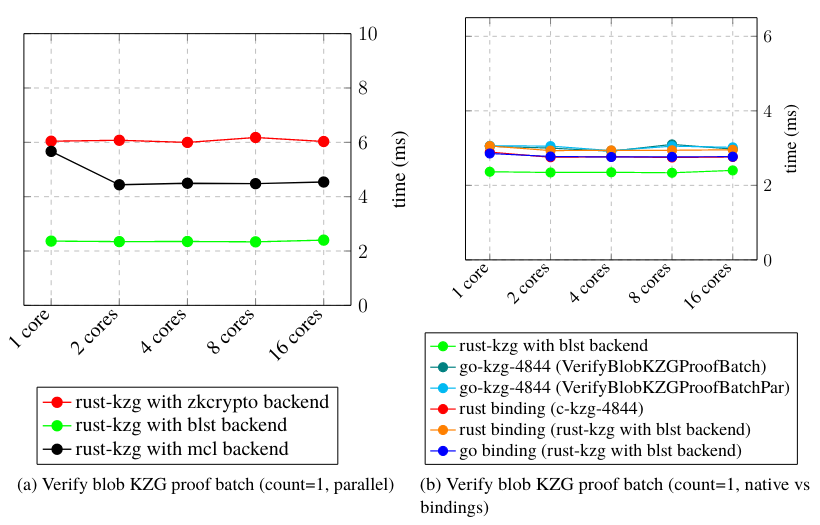 10
8
6
4
2
0
time (ms)
1 core
2 cores
4 cores
8 cores
16 cores
rust-kzg with zkcrypto backend
rust-kzg with blst backend
rust-kzg with mcl backend
(a) Verify blob KZG proof batch (count=1, parallel)
6
4
2
0
time (ms)
1 core
2 cores
4 cores
8 cores
16 cores
rust-kzg with blst backend
go-kzg-4844 (VerifyBlobKZGProofBatch)
go-kzg-4844 (VerifyBlobKZGProofBatchPar)
rust binding (c-kzg-4844)
rust binding (rust-kzg with blst backend)
go binding (rust-kzg with blst backend)
(b) Verify blob KZG proof batch (count=1, native vs
bindings)